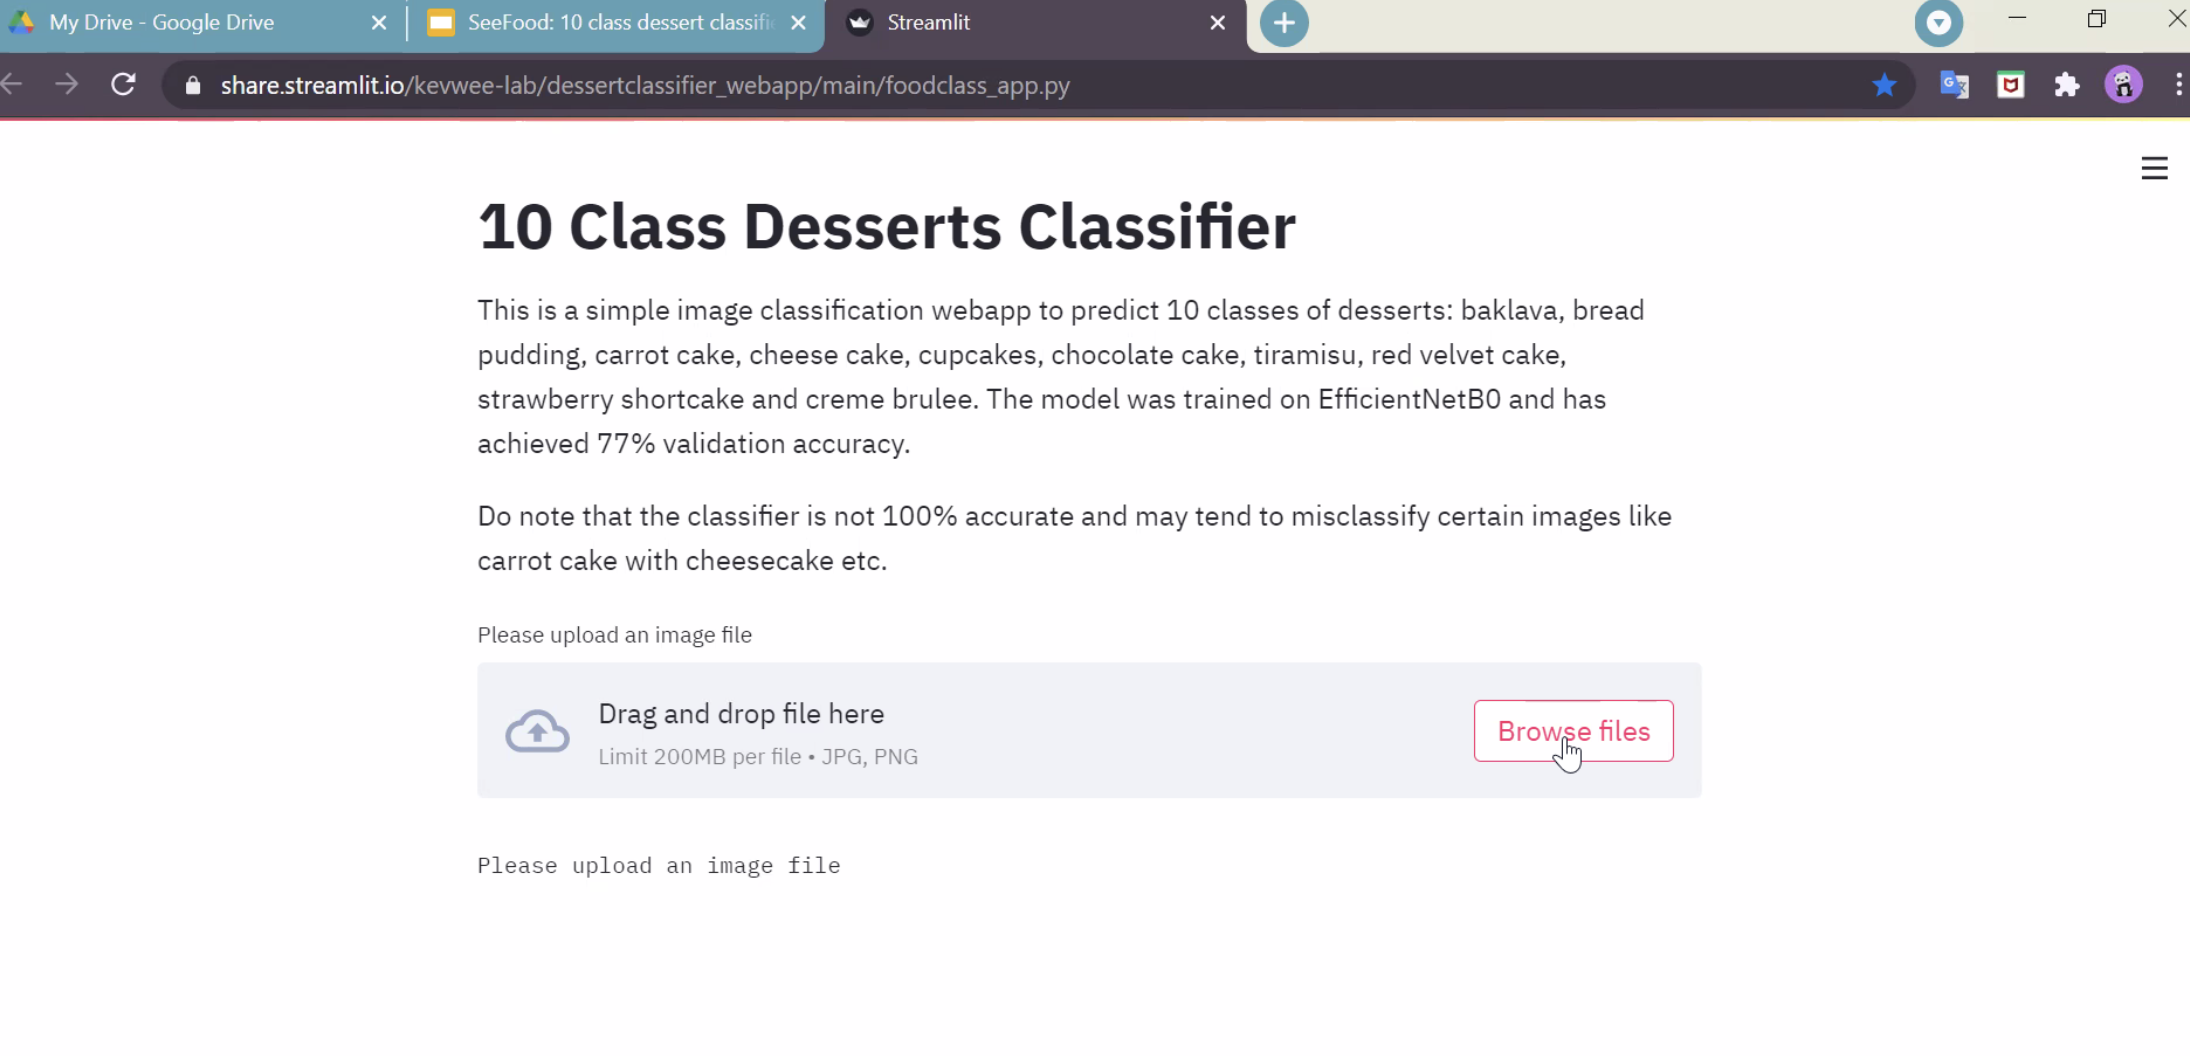 My Drive - Google Drive
SeeFood: 10 class dessert classifi
Streamlit
share.streamlit.io/kevwee-lab/dessertclassifier_webapp/main/foodclass_app.py
10 Class Desserts Classifier
This is a simple image classification webapp to predict 10 classes of desserts: baklava, bread
pudding, carrot cake, cheese cake, cupcakes, chocolate cake, tiramisu, red velvet cake,
strawberry shortcake and creme brulee. The model was trained on EfficientNetB0 and has
achieved 77% validation accuracy.
Do note that the classifier is not 100% accurate and may tend to misclassify certain images like
carrot cake with cheesecake etc.
Please upload an image file
Drag and drop file here
Limit 200MB per file • JPG, PNG
Browse files
Please upload an image file